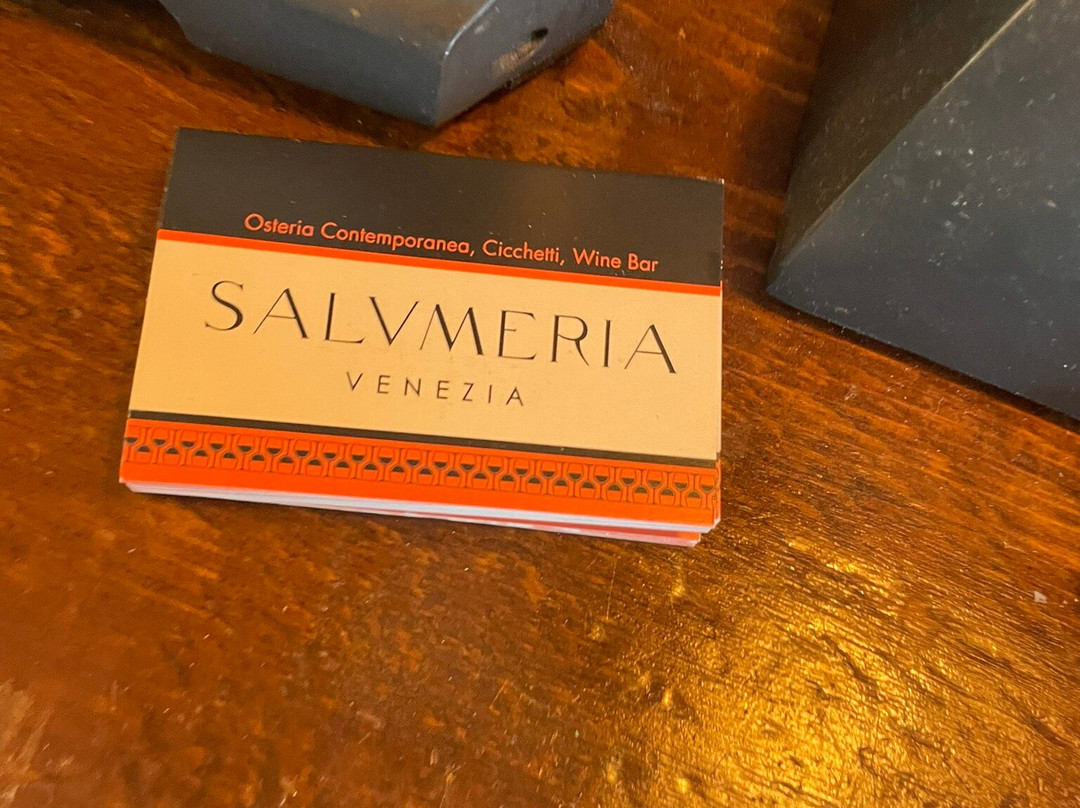 Osteria Contemporanea, Cicchetti, Wine Bar
SALVMERIA
VENEZIA